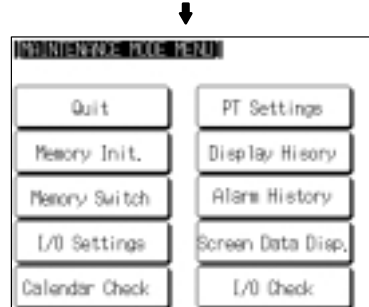 [MAINTENANCE MODE MENU]
Quit
PT Settings
Memory Init.
Display Hisory
Memory Switch
Alarm History
I/O Settings
Screen Data Disp.
Calendar Check
I/O Check